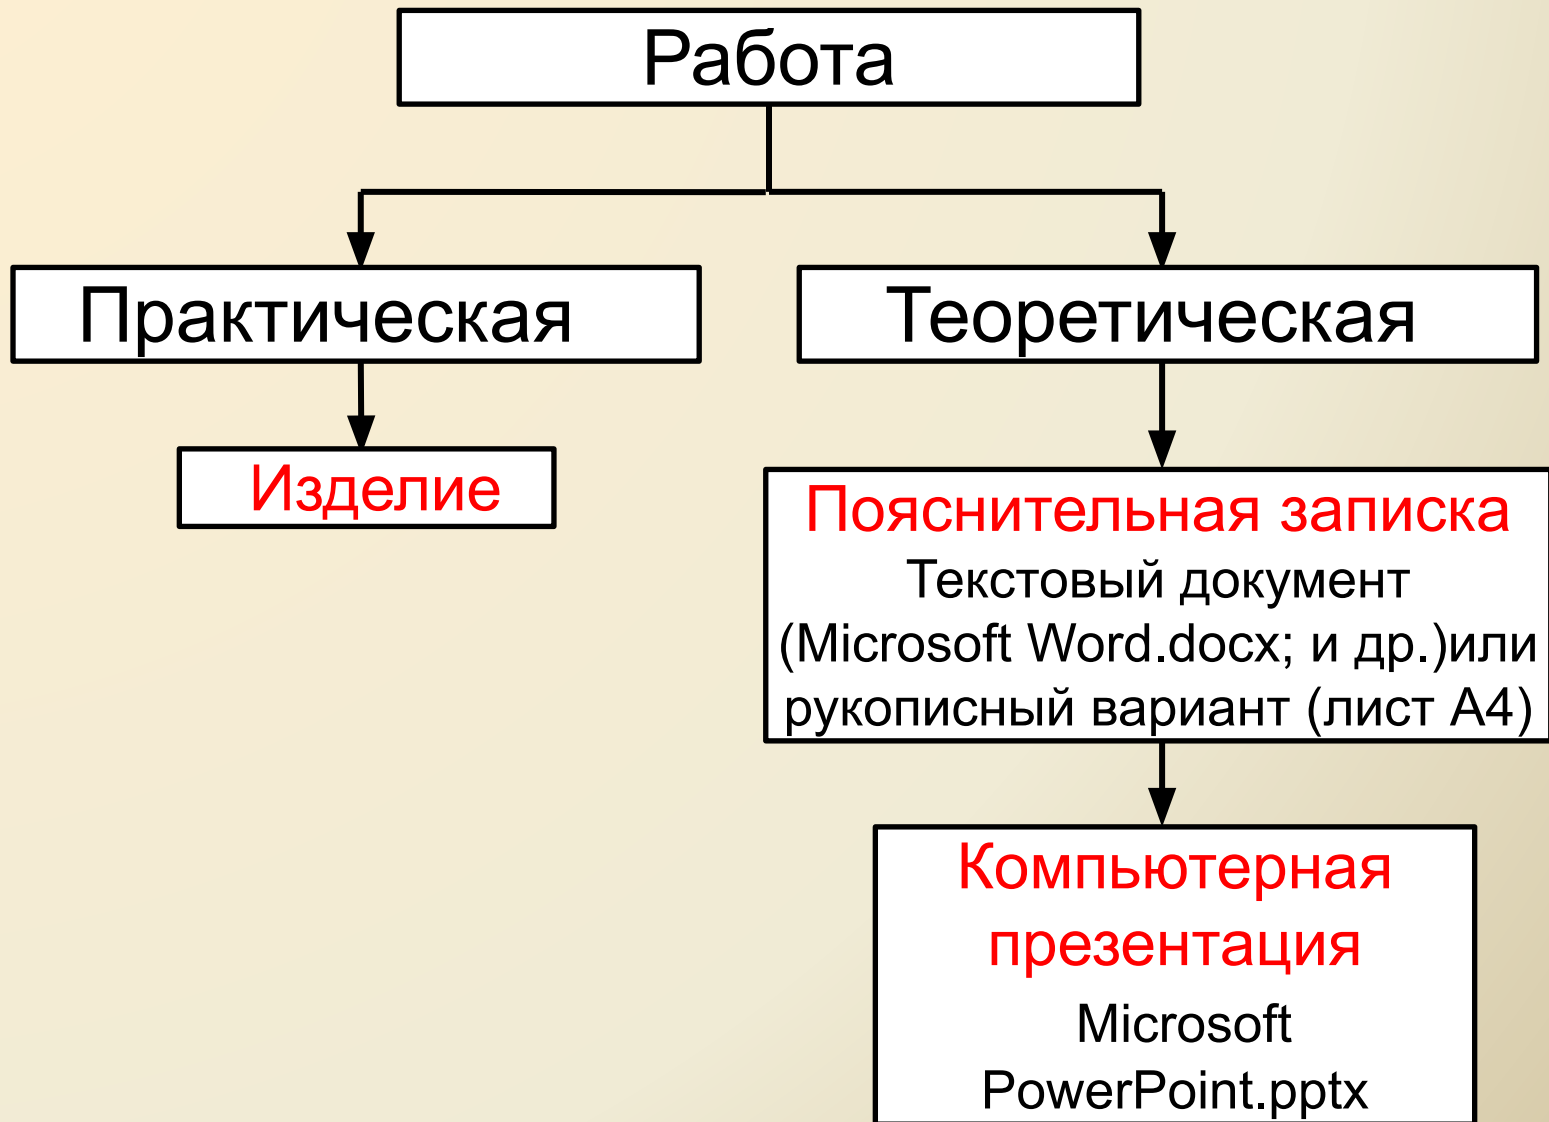 Работа
Практическая
Теоретическая
Изделие
Пояснительная записка
Текстовый документ
(Microsoft Word.docx; и др.)или
рукописный вариант (лист А4)
Компьютерная
презентация
Microsoft
PowerPoint.pptx